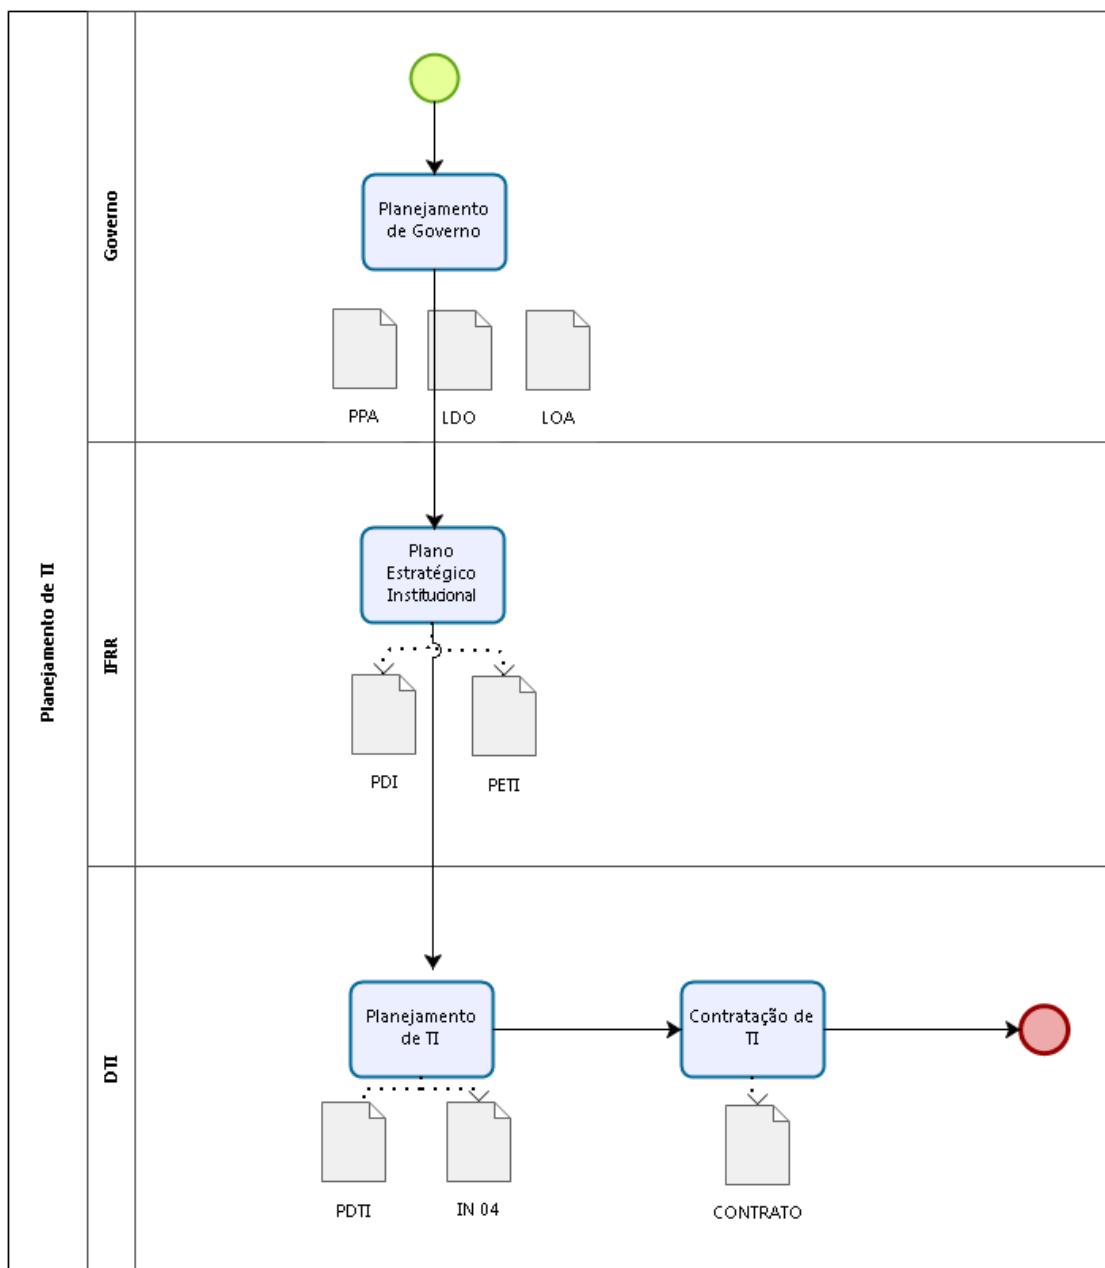 Planejamento de TI
Governo
Planejamento
de Governo
PPA
LDO
LOA
IFRR
Plano
Estratégico
Institucional
PDI
PETI
DTI
Planejamento
de TI
Contratação de
TI
PDTI
IN 04
CONTRATO